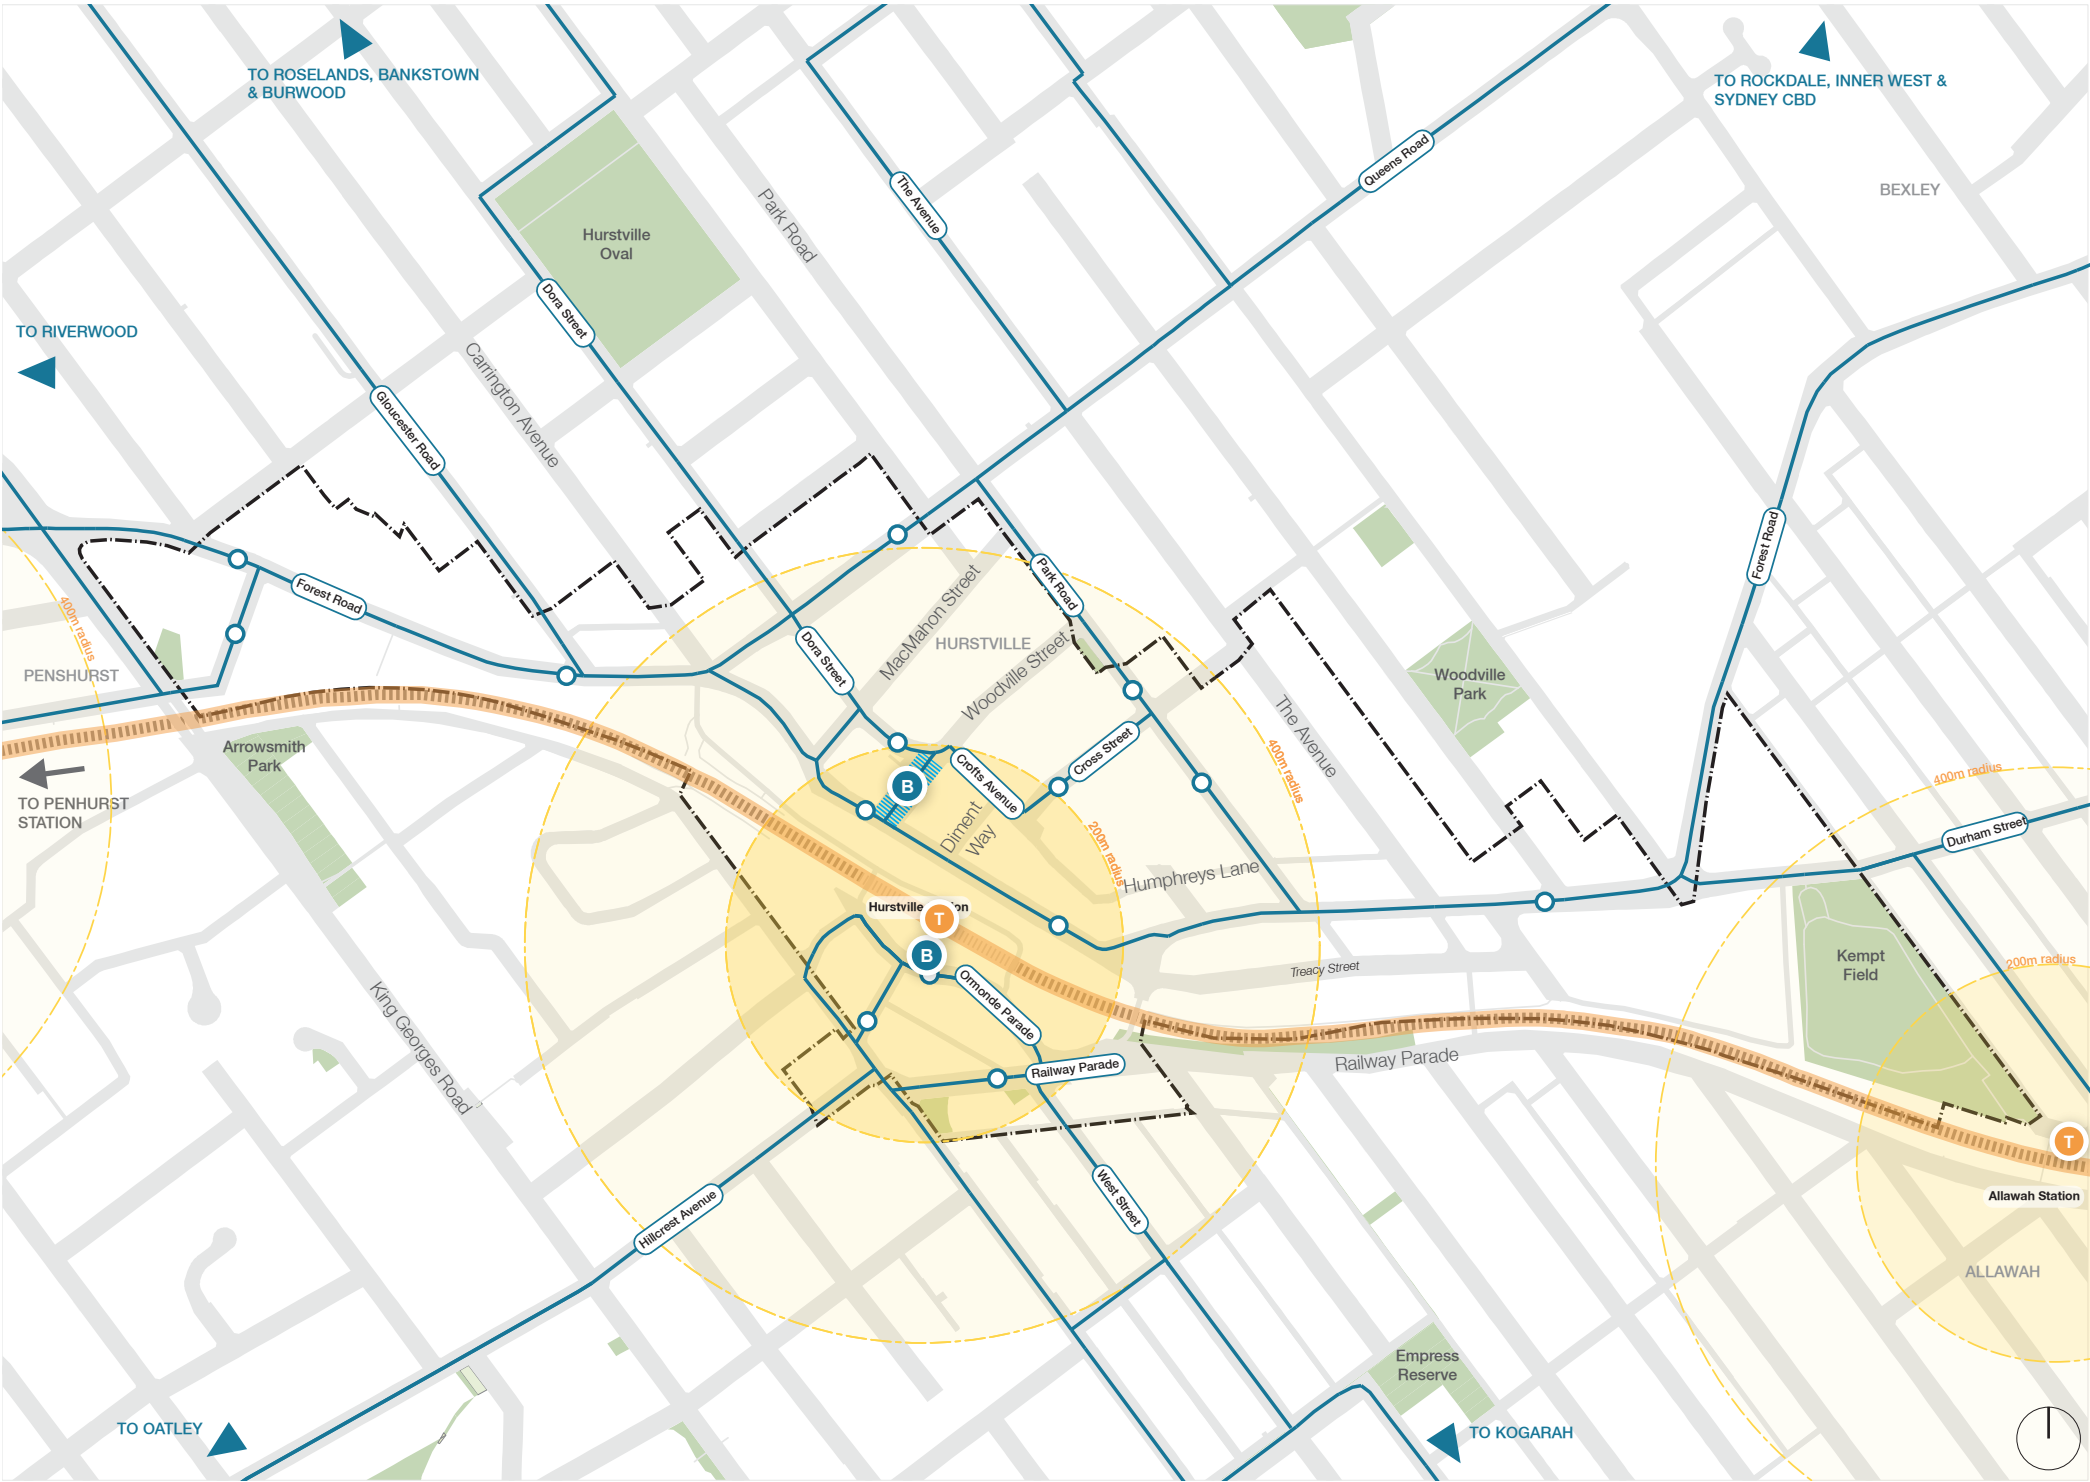 TO ROSELANDS, BANKSTOWN
& BURWOOD
TO ROCKDALE, INNER WEST &
SYDNEY CBD
Queens Road
BEXLEY
The Avenue
Park Road
Hurstville
Oval
Dora Street
TO RIVERWOOD
Carrington Avenue
Gloucester Road
Forest Road
Forest Road
400m radius
PENSHURST
Park Road
MacMahon Street
HURSTVILLE
Dora Street
Woodville Street
Woodville
Park
The Avenue
Arrowsmith
Park
Cross Street
400m radius
Crofts Avenue
B
400m radius
TO PENHURST
STATION
Diment
Way
200m radius
Durham Street
Humphreys Lane
Hurstville
T
B
Treacy Street
Kempt
Field
200m radius
Ormonde Parade
King Georges Road
Railway Parade
Railway Parade
T
Allawah Station
West Street
Hillcrest Avenue
ALLAWAH
Empress
Reserve
TO OATLEY
TO KOGARAH